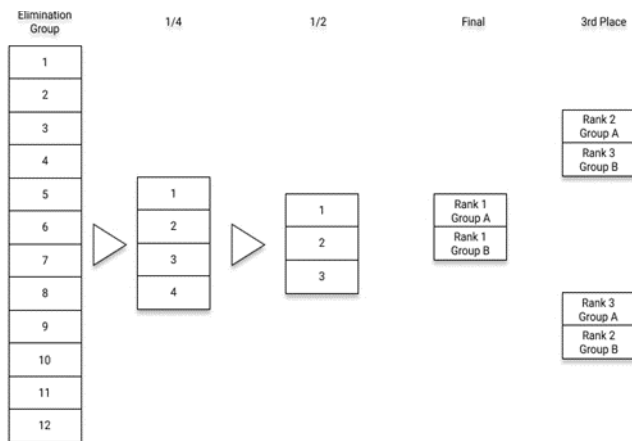 Elimination
Group
1/4
1/2
Final
3rd Place
1
2
3
4
5
6
7
8
9
10
11
12
1
2
3
4
1
2
3
Rank 1
Group A
Rank 1
Group B
Rank 2
Group A
Rank 3
Group B
Rank 3
Group A
Rank 2
Group B